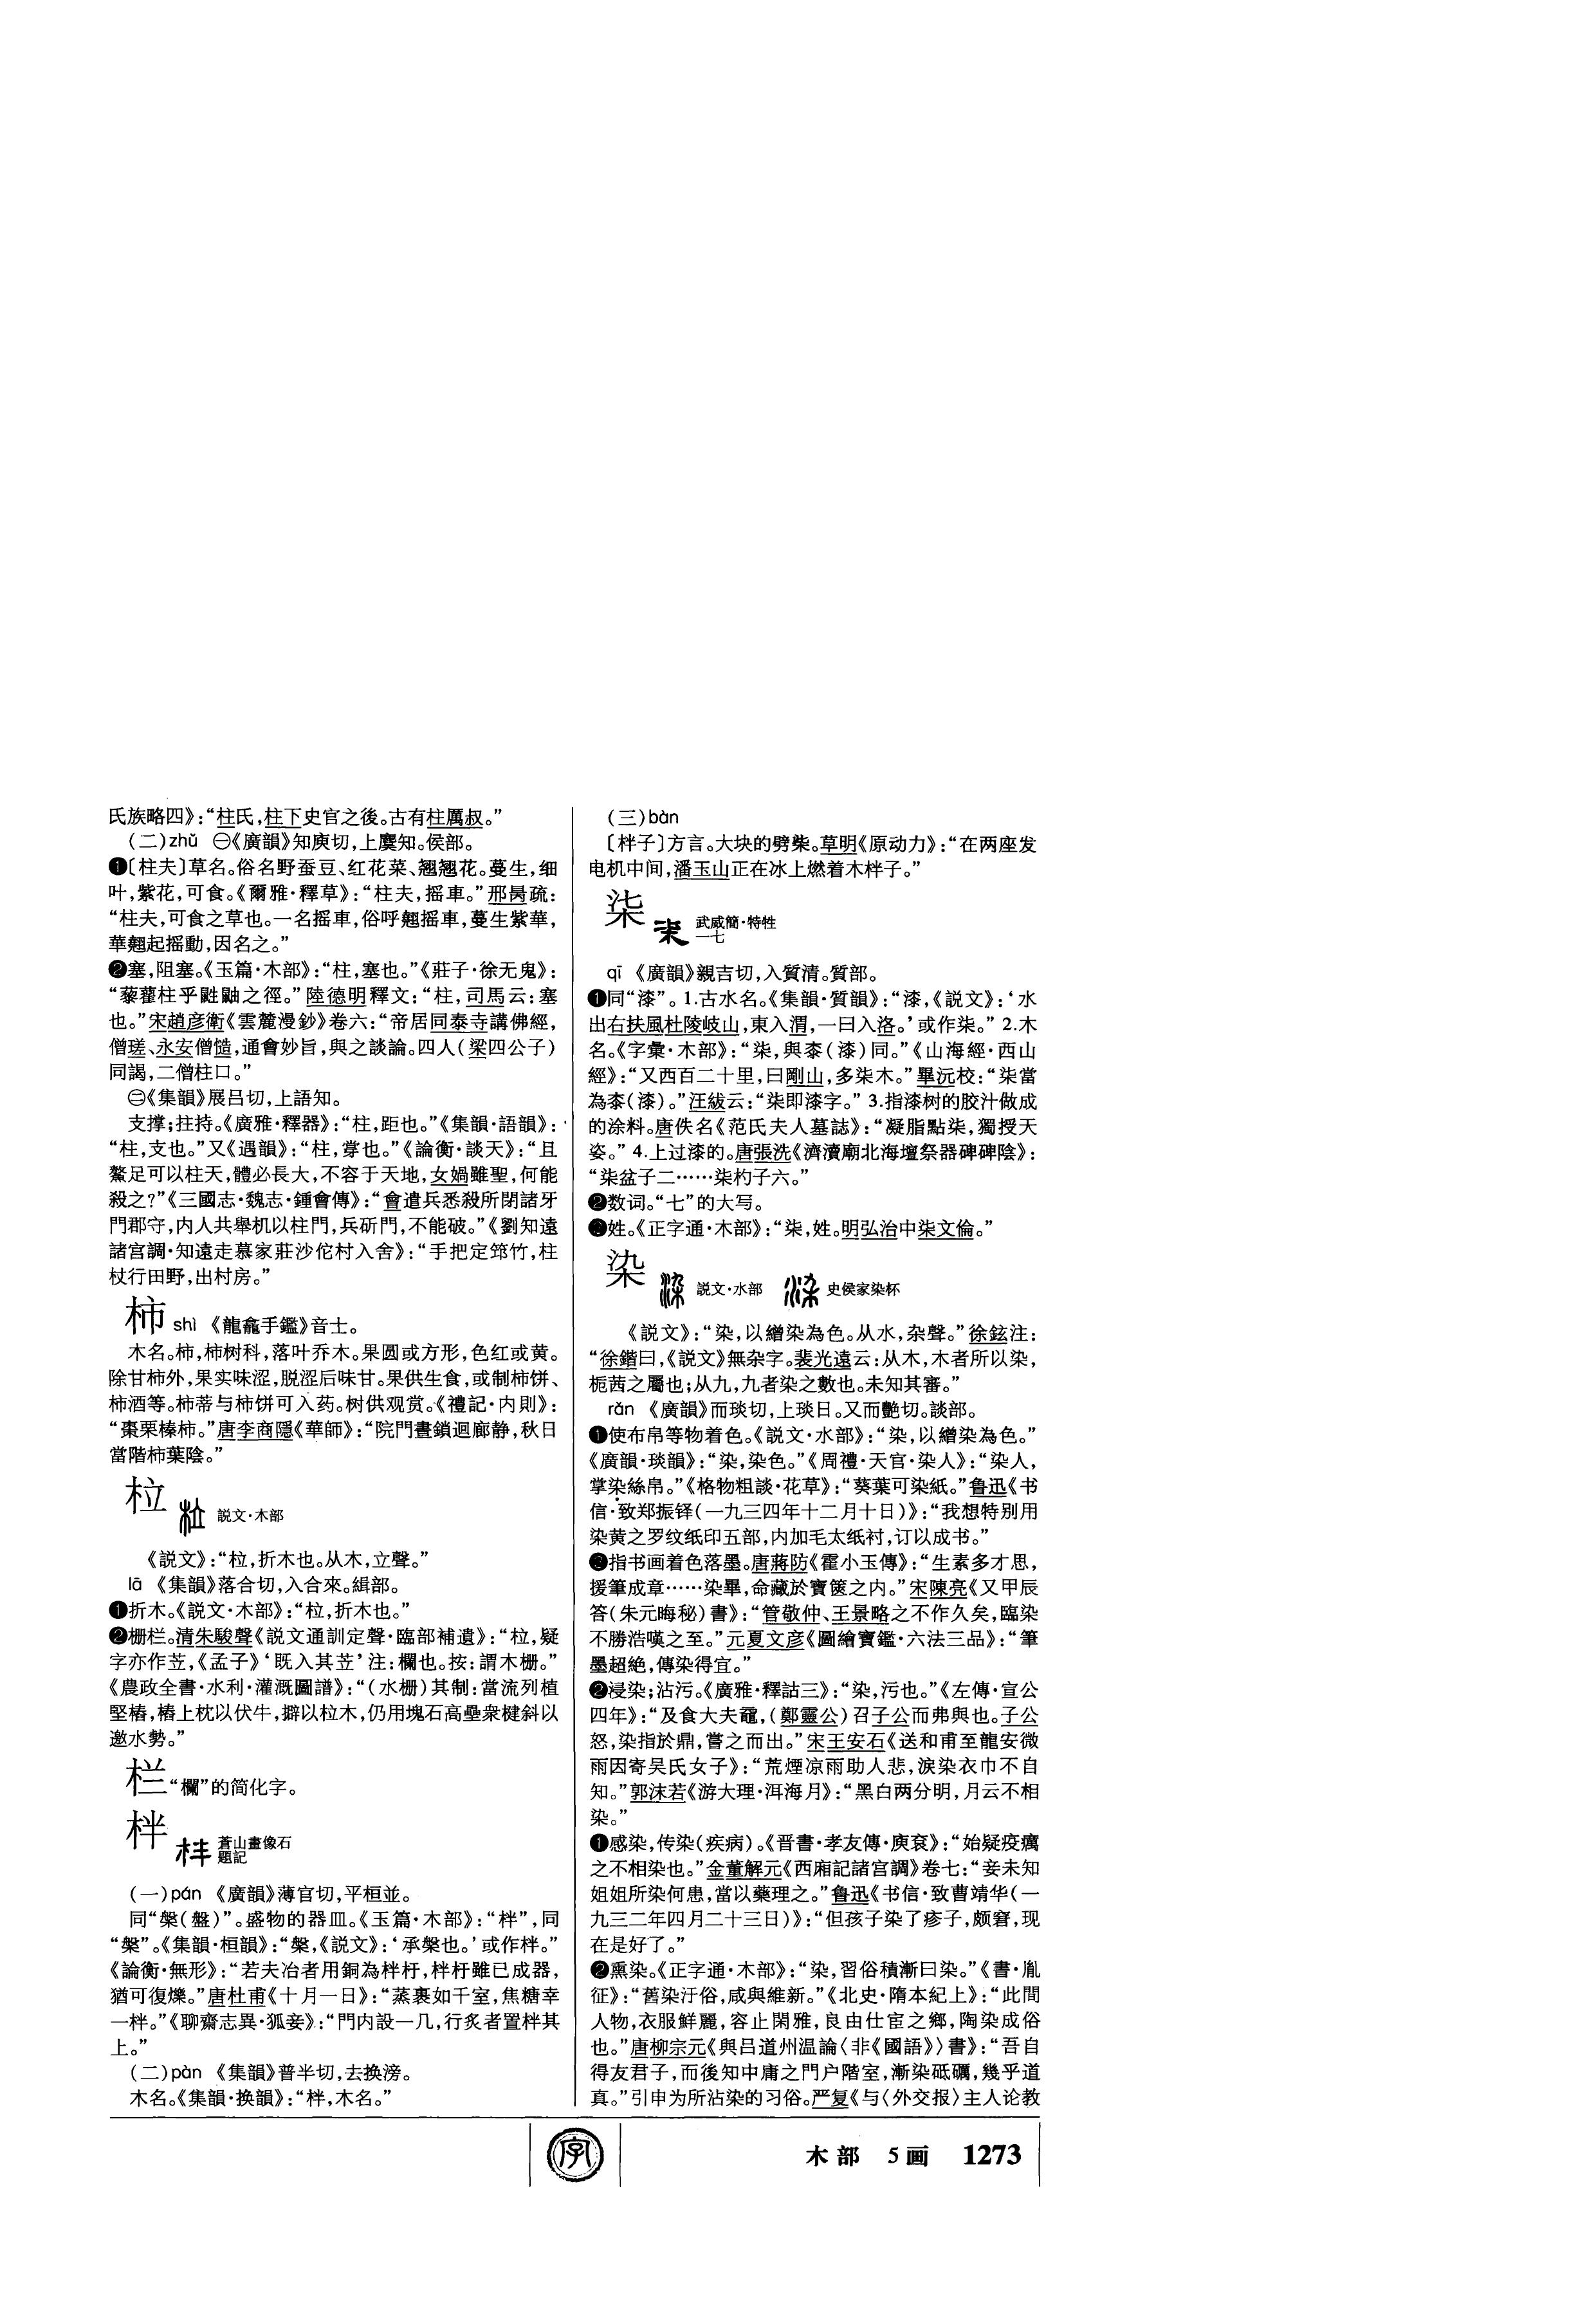 氏族略四》：“柱氏，柱下史官之後。古有柱厲叔。”
（二）zhǔ ㊀《廣韻》知庾切，上麌知。侯部。
❶〔柱夫〕草名。俗名野蚕豆、红花菜、翘翘花。蔓生，细
叶，紫花，可食。《爾雅·釋草》：“柱夫，摇車。”邢昺疏：
“柱夫，可食之草也。一名摇車，俗呼翹摇車，蔓生紫華，
華翹起摇動，因名之。”
❷塞，阻塞。《玉篇·木部》：“柱，塞也。”《莊子·徐无鬼》：
“藜藋柱乎鼪鼬之徑。”陸德明釋文：“柱，司馬云：塞
也。”宋趙彦衛《雲麓漫鈔》卷六：“帝居同泰寺講佛經，
僧瑳、永安僧慥，通會妙旨，與之談論。四人（梁四公子）
同謁，二僧柱口。”
㊁《集韻》展吕切，上語知。
支撑；拄持。《廣雅·釋器》：“柱，距也。”《集韻·語韻》：
“柱，支也。”又《遇韻》：“柱，掌也。”《論衡·談天》：“且
鰲足可以柱天，體必長大，不容于天地，女媧雖聖，何能
殺之？”《三國志·魏志·鍾會傳》：“會遣兵悉殺所閉諸牙
門郡守，内人共舉机以柱門，兵斫門，不能破。”《劉知遠
諸宫調·知遠走慕家莊沙佗村入舍》：“手把定筇竹，柱
杖行田野，出村房。”
柿 shì 《龍龕手鑑》音士。
木名。柿，柿树科，落叶乔木。果圆或方形，色红或黄。
除甘柿外，果实味涩，脱涩后味甘。果供生食，或制柿饼、
柿酒等。柿蒂与柿饼可入药。树供观赏。《禮記·内則》：
“棗栗榛柿。”唐李商隱《華師》：“院門晝鎖迴廊静，秋日
當階柿葉陰。”
柆 説文·木部
《説文》：“柆，折木也。从木，立聲。”
lā 《集韻》落合切，入合來。緝部。
❶折木。《説文·木部》：“柆，折木也。”
❷栅栏。清朱駿聲《説文通訓定聲·臨部補遺》：“柆，疑
字亦作苙，《孟子》‘既入其苙’注：欄也。按：謂木栅。”
《農政全書·水利·灌溉圖譜》：“（水栅）其制：當流列植
堅樁，樁上枕以伏牛，擗以柆木，仍用塊石高壘衆楗斜以
邀水勢。”
栏 “欄”的简化字。
柈 蒼山畫像石
題記
（一）pán 《廣韻》薄官切，平桓並。
同“槃（盤）”。盛物的器皿。《玉篇·木部》：“柈”，同
“槃”。《集韻·桓韻》：“槃，《説文》：‘承槃也。’或作柈。”
《論衡·無形》：“若夫冶者用銅為柈杅，柈杅雖已成器，
猶可復爍。”唐杜甫《十月一日》：“蒸裹如千室，焦糖幸
一柈。”《聊齋志異·狐妾》：“門内設一几，行炙者置柈其
上。”
（二）pàn 《集韻》普半切，去换滂。
木名。《集韻·换韻》：“柈，木名。”
（三）bàn
〔柈子〕方言。大块的劈柴。草明《原动力》：“在两座发
电机中间，潘玉山正在冰上燃着木柈子。”
柒 武威簡·特牲
一七
qī 《廣韻》親吉切，入質清。質部。
❶同“漆”。1.古水名。《集韻·質韻》：“漆，《説文》：‘水
出右扶風杜陵岐山，東入渭，一曰入洛。’或作柒。” 2.木
名。《字彙·木部》：“柒，與桼（漆）同。”《山海經·西山
經》：“又西百二十里，曰剛山，多柒木。”畢沅校：“柒當
為桼（漆）。”汪紱云：“柒即漆字。” 3.指漆树的胶汁做成
的涂料。唐佚名《范氏夫人墓誌》：“凝脂點柒，獨授天
姿。” 4.上过漆的。唐張洗《濟瀆廟北海壇祭器碑碑陰》：
“柒盆子二……柒杓子六。”
❷数词。“七”的大写。
❸姓。《正字通·木部》：“柒，姓。明弘治中柒文倫。”
染 説文·水部 史侯家染杯
《説文》：“染，以繒染為色。从水，杂聲。”徐鉉注：
“徐鍇曰，《説文》無杂字。裴光遠云：从木，木者所以染，
栀茜之屬也；从九，九者染之數也。未知其審。”
rǎn 《廣韻》而琰切，上琰日。又而艷切。談部。
❶使布帛等物着色。《説文·水部》：“染，以繒染為色。”
《廣韻·琰韻》：“染，染色。”《周禮·天官·染人》：“染人，
掌染絲帛。”《格物粗談·花草》：“葵葉可染紙。”鲁迅《书
信·致郑振铎（一九三四年十二月十日）》：“我想特别用
染黄之罗纹纸印五部，内加毛太纸衬，订以成书。”
❸指书画着色落墨。唐蔣防《霍小玉傳》：“生素多才思，
援筆成章……染畢，命藏於寶篋之内。”宋陳亮《又甲辰
答（朱元晦秘）書》：“管敬仲、王景略之不作久矣，臨染
不勝浩嘆之至。”元夏文彦《圖繪寶鑑·六法三品》：“筆
墨超絶，傳染得宜。”
❷浸染；沾污。《廣雅·釋詁三》：“染，污也。”《左傳·宣公
四年》：“及食大夫黿，（鄭靈公）召子公而弗與也。子公
怒，染指於鼎，嘗之而出。”宋王安石《送和甫至龍安微
雨因寄吴氏女子》：“荒煙凉雨助人悲，淚染衣巾不自
知。”郭沫若《游大理·洱海月》：“黑白两分明，月云不相
染。”
❶感染，传染（疾病）。《晋書·孝友傳·庾衮》：“始疑疫癘
之不相染也。”金董解元《西廂記諸宫調》卷七：“妾未知
姐姐所染何患，當以藥理之。”鲁迅《书信·致曹靖华（一
九三二年四月二十三日）》：“但孩子染了疹子，颇窘，现
在是好了。”
❷熏染。《正字通·木部》：“染，習俗積漸曰染。”《書·胤
征》：“舊染汙俗，咸與維新。”《北史·隋本紀上》：“此間
人物，衣服鮮麗，容止閑雅，良由仕宦之鄉，陶染成俗
也。”唐柳宗元《與吕道州温論〈非《國語》〉書》：“吾自
得友君子，而後知中庸之門户階室，漸染砥礪，幾乎道
真。”引申为所沾染的习俗。严复《与〈外交报〉主人论教
字
木部 5画 1273